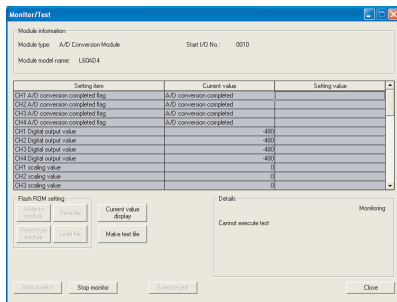 Monitor/Test
Module information
Module type: A/D Conversion Module Start I/O No.: 0010
Module model name: L60AD4
Setting item Current value Setting value
CH1 A/D conversion completed flag A/D conversion completed
CH2 A/D conversion completed flag A/D conversion completed
CH3 A/D conversion completed flag A/D conversion completed
CH4 A/D conversion completed flag A/D conversion completed
CH1 Digital output value -480
CH2 Digital output value -480
CH3 Digital output value -480
CH4 Digital output value -480
CH1 scaling value 0
CH2 scaling value 0
CH3 scaling value 0
Flash ROM setting
Write to module Save file Current value display
Read from module Load file Make text file
Details
Monitoring
Cannot execute test
Start monitor Stop monitor Execute test Close